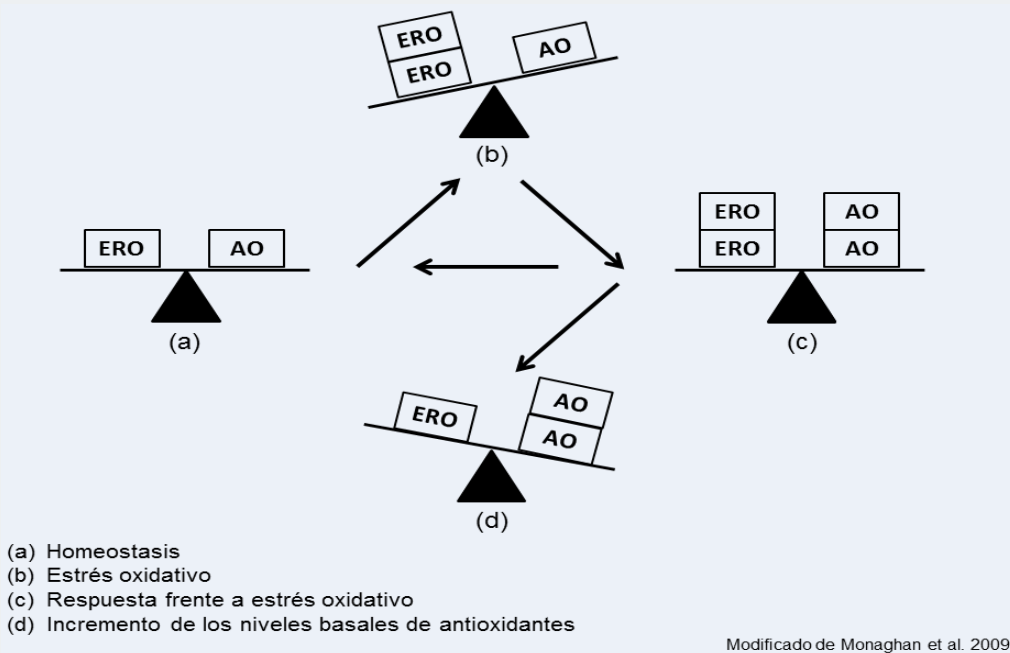 ERO
ERO
AO
(b)
ERO
AO
(a)
ERO
ERO
AO
AO
(c)
ERO
AO
AO
(d)
(a) Homeostasis
(b) Estrés oxidativo
(c) Respuesta frente a estrés oxidativo
(d) Incremento de los niveles basales de antioxidantes
Modificado de Monaghan et al. 2009